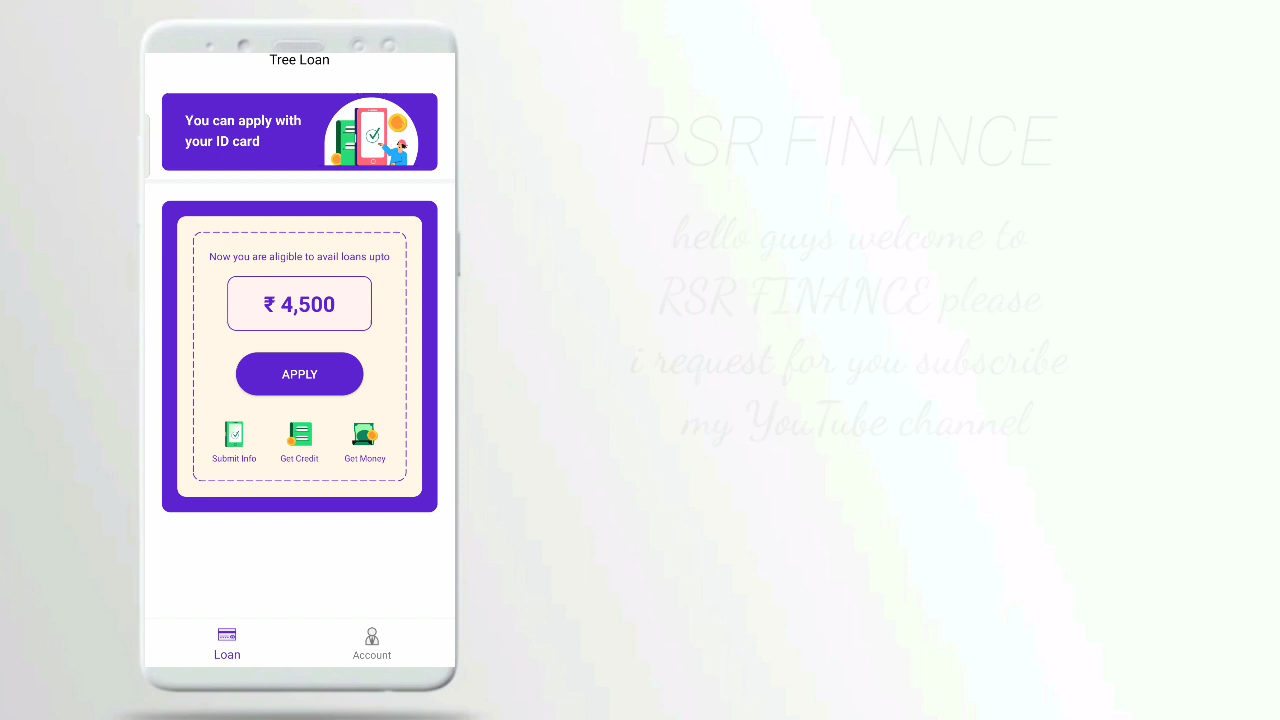 Tree Loan
You can apply with
your ID card
Now you are aligible to avail loans upto
₹ 4,500
APPLY
Submit Info
Get Credit
Get Money
Loan
Account
RSR FINANCE
hello guys welcome to
RSR FINANCE please
i request for you subscribe
my YouTube channel